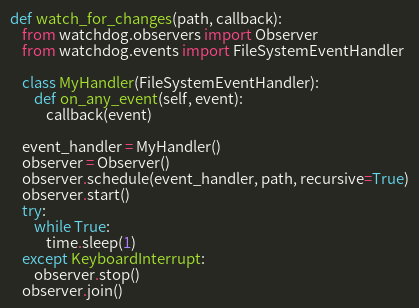 def watch_for_changes(path, callback):
    from watchdog.observers import Observer
    from watchdog.events import FileSystemEventHandler

    class MyHandler(FileSystemEventHandler):
        def on_any_event(self, event):
            callback(event)

    event_handler = MyHandler()
    observer = Observer()
    observer.schedule(event_handler, path, recursive=True)
    observer.start()
    try:
        while True:
            time.sleep(1)
    except KeyboardInterrupt:
        observer.stop()
    observer.join()